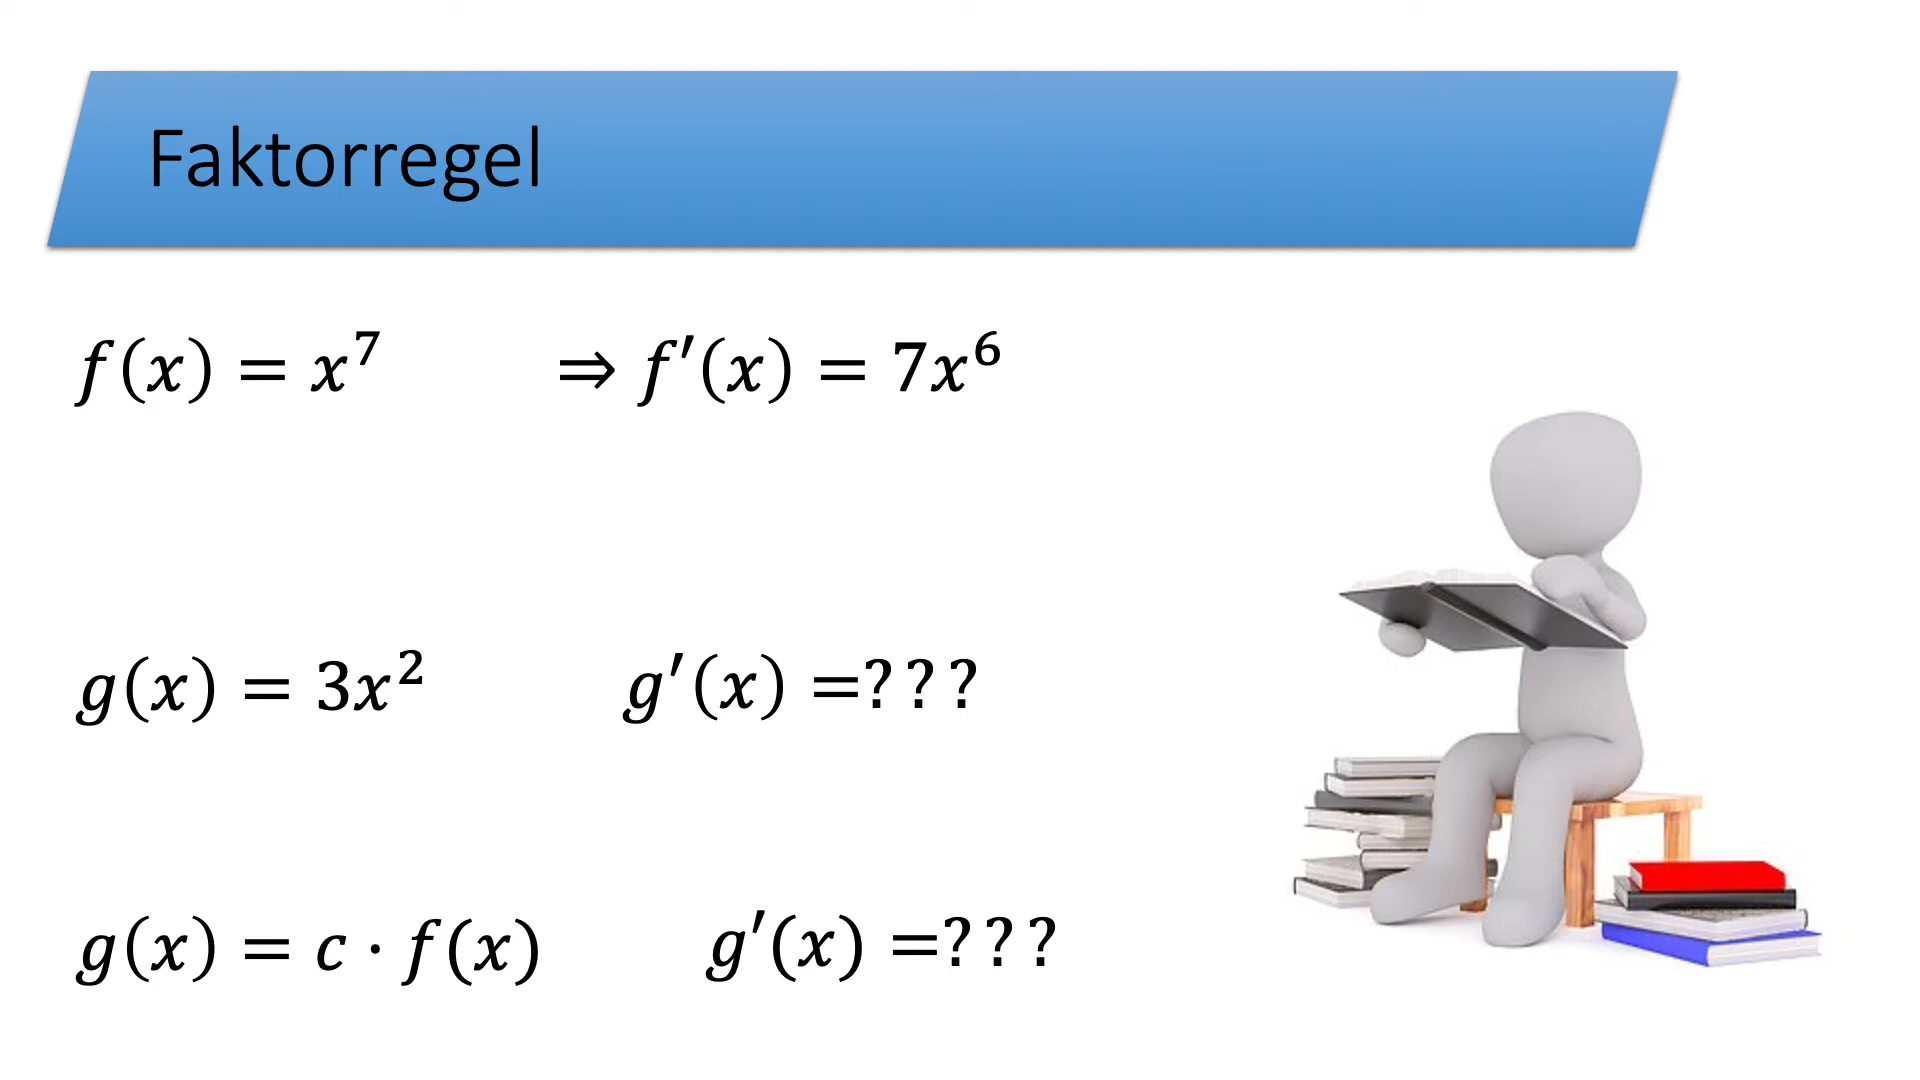 Faktorregel
f(x) = x⁷ ⇒ f′(x) = 7x⁶
g(x) = 3x² g′(x) =???
g(x) = c · f(x) g′(x) =???